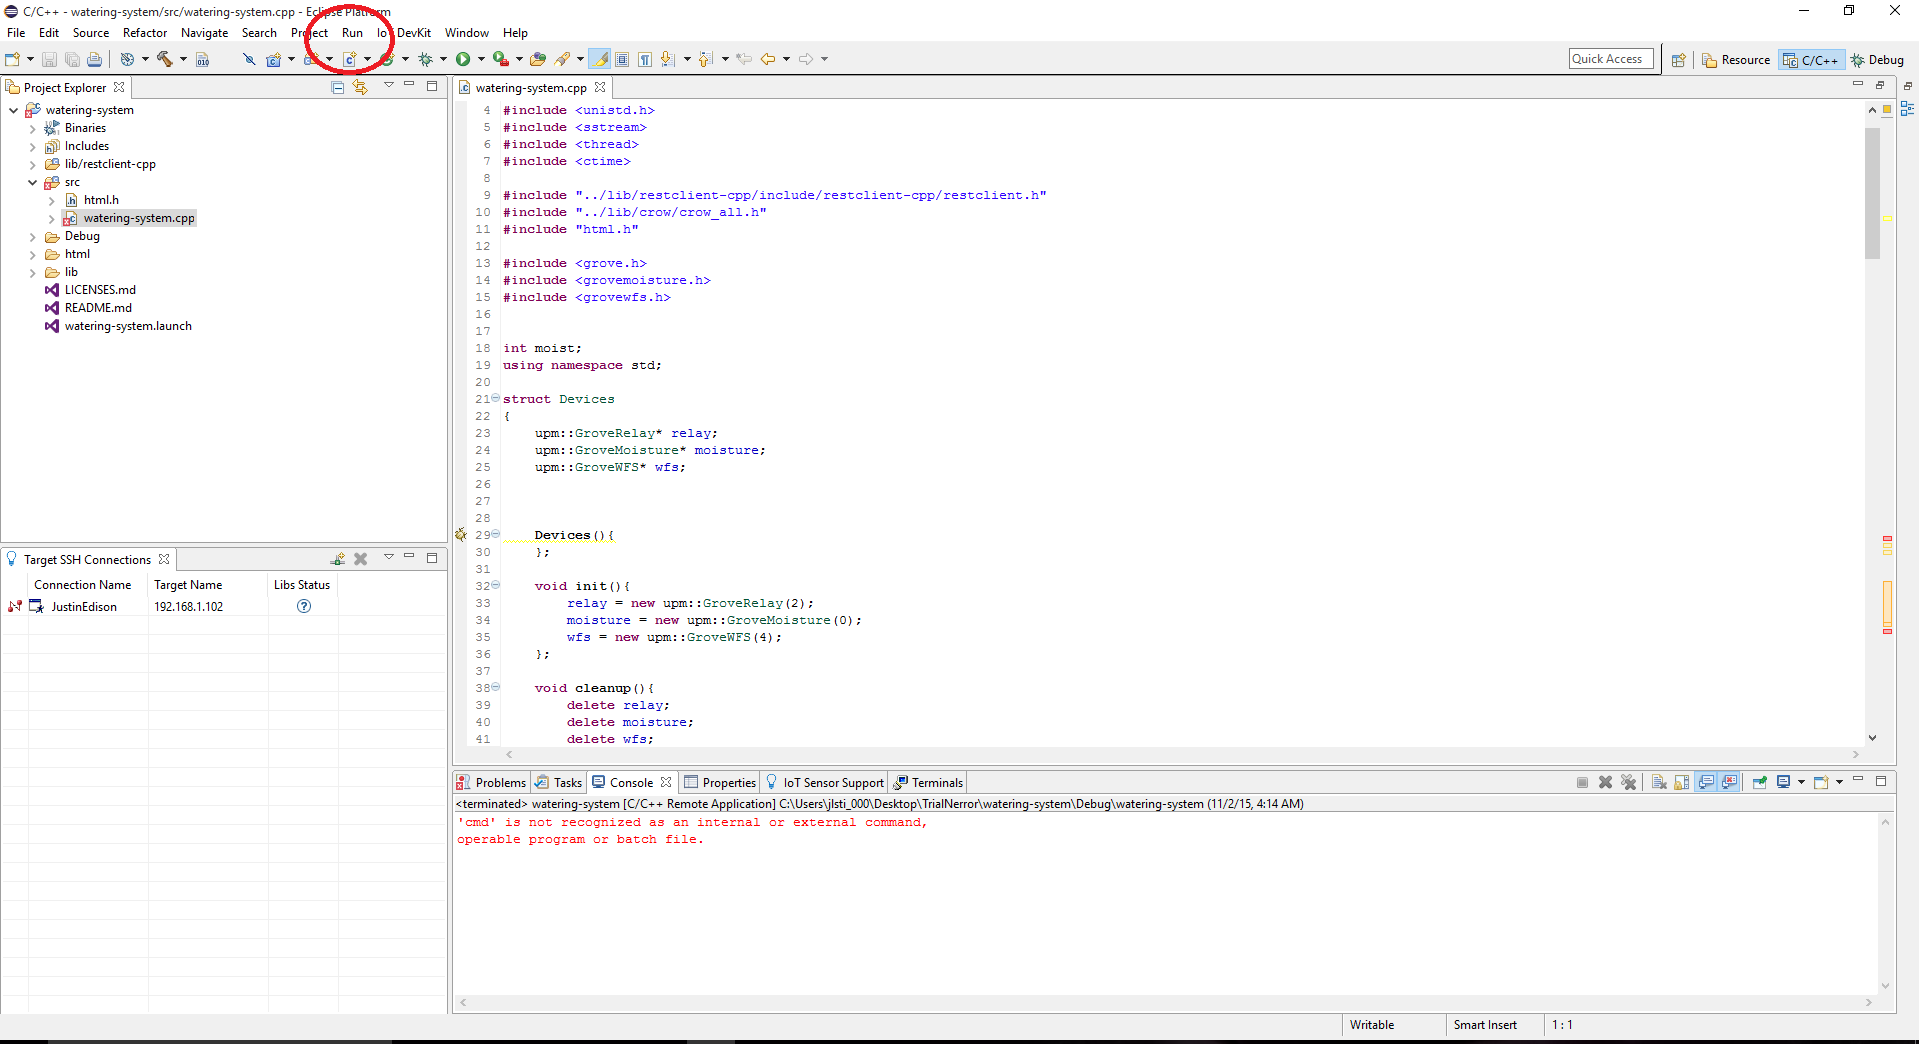 C/C++ - watering-system/src/watering-system.cpp - Eclipse Platform
File Edit Source Refactor Navigate Search Project Run IoT DevKit Window Help
Quick Access Resource C/C++ Debug
Project Explorer
watering-system
Binaries
Includes
lib/restclient-cpp
src
html.h
watering-system.cpp
Debug
html
lib
LICENSES.md
README.md
watering-system.launch
Target SSH Connections
Connection Name Target Name Libs Status
JustinEdison 192.168.1.102
watering-system.cpp
4 #include <unistd.h>
5 #include <sstream>
6 #include <thread>
7 #include <ctime>
8
9 #include "../lib/restclient-cpp/include/restclient-cpp/restclient.h"
10 #include "../lib/crow/crow_all.h"
11 #include "html.h"
12
13 #include <grove.h>
14 #include <grovemoisture.h>
15 #include <grovewfs.h>
16
17
18 int moist;
19 using namespace std;
20
21 struct Devices
22 {
23 upm::GroveRelay* relay;
24 upm::GroveMoisture* moisture;
25 upm::GroveWFS* wfs;
26
27
28
29 Devices(){
30 };
31
32 void init(){
33 relay = new upm::GroveRelay(2);
34 moisture = new upm::GroveMoisture(0);
35 wfs = new upm::GroveWFS(4);
36 };
37
38 void cleanup(){
39 delete relay;
40 delete moisture;
41 delete wfs;
Problems Tasks Console Properties IoT Sensor Support Terminals
<terminated> watering-system [C/C++ Remote Application] C:\Users\jlsti_000\Desktop\TrialNerror\watering-system\Debug\watering-system (11/2/15, 4:14 AM)
'cmd' is not recognized as an internal or external command,
operable program or batch file.
Writable Smart Insert 1 : 1